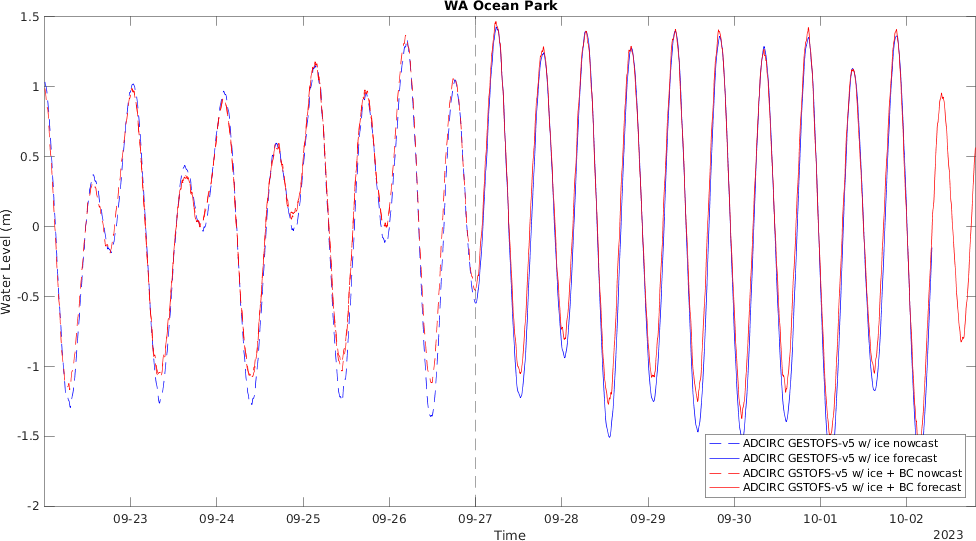 WA Ocean Park
1.5
1
0.5
0
-0.5
-1
-1.5
-2
Water Level (m)
ADCIRC GESTOFS-v5 w/ ice nowcast
ADCIRC GESTOFS-v5 w/ ice forecast
ADCIRC GSTOFS-v5 w/ ice + BC nowcast
ADCIRC GSTOFS-v5 w/ ice + BC forecast
09-23 09-24 09-25 09-26 09-27 09-28 09-29 09-30 10-01 10-02
Time
2023